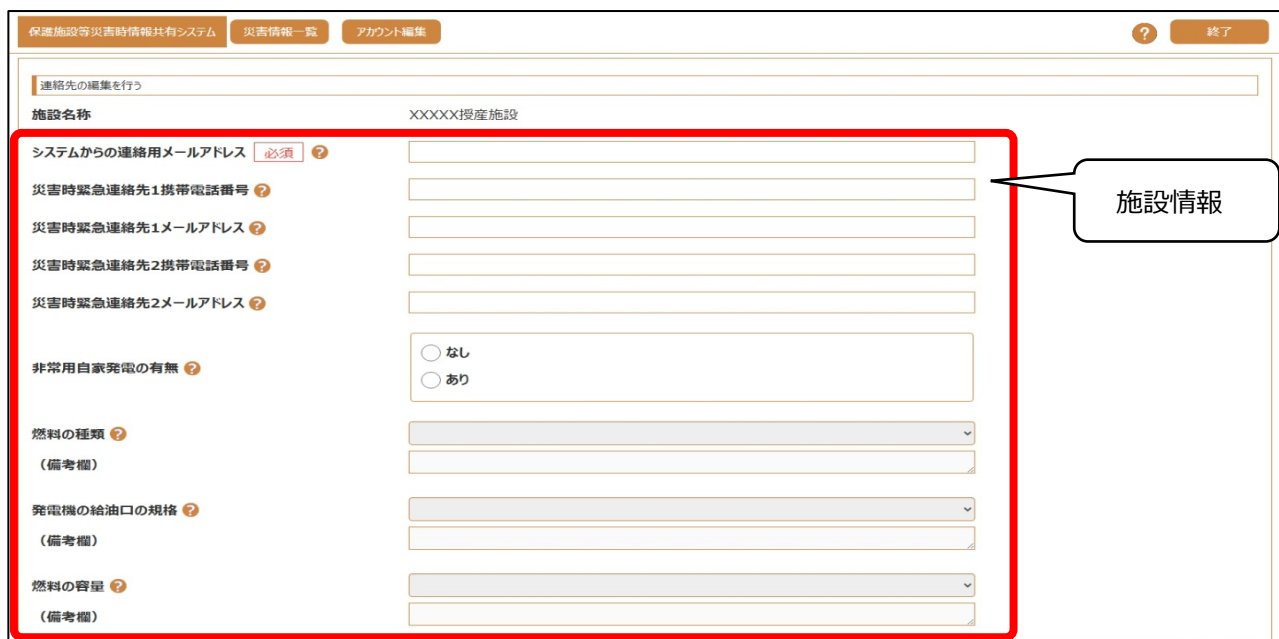 保護施設等災害時情報共有システム 災害情報一覧 アカウント編集 ? 終了
連絡先の編集を行う
施設名称 XXXXX授産施設
システムからの連絡用メールアドレス 必須 ?
災害時緊急連絡先1携帯電話番号 ?
施設情報
災害時緊急連絡先1メールアドレス ?
災害時緊急連絡先2携帯電話番号 ?
災害時緊急連絡先2メールアドレス ?
非常用自家発電の有無 ?
なし
あり
燃料の種類 ?
（備考欄）
発電機の給油口の規格 ?
（備考欄）
燃料の容量 ?
（備考欄）